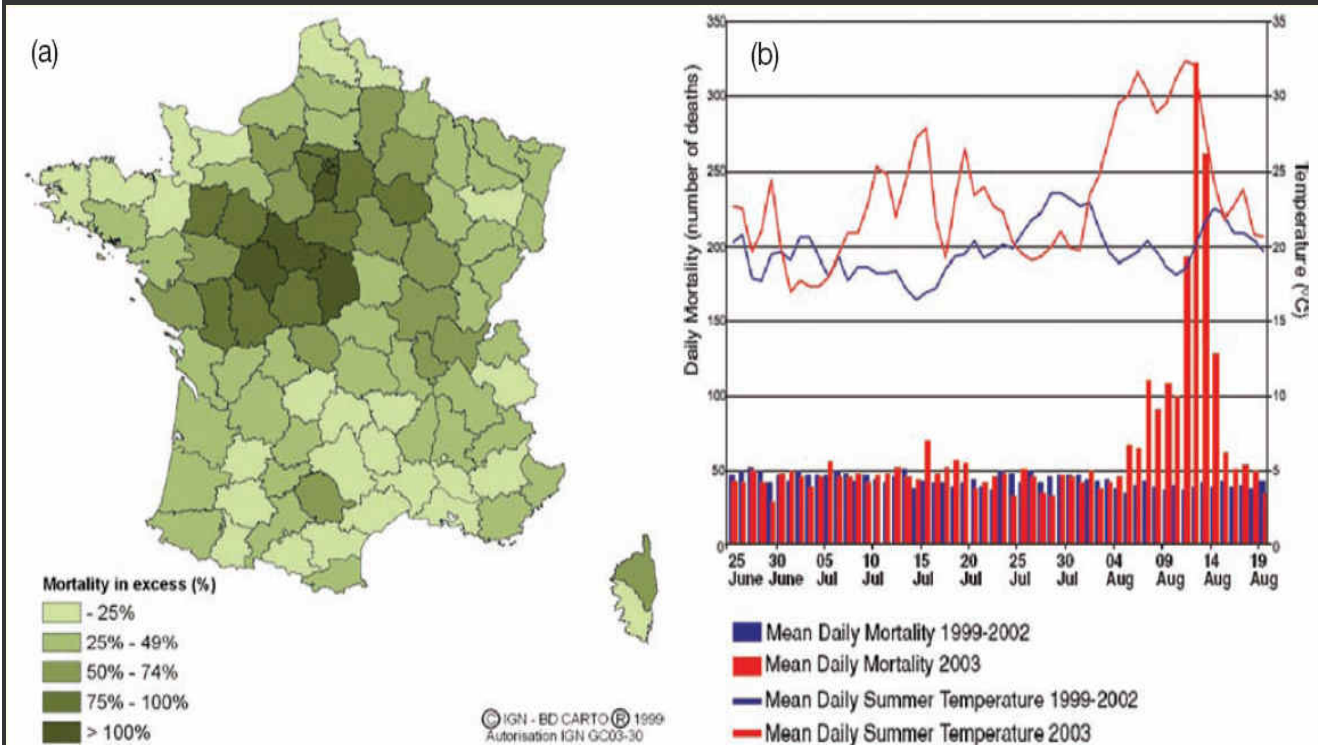 (a)
Mortality in excess (%)
- 25%
25% - 49%
50% - 74%
75% - 100%
> 100%
Ⓒ IGN - BD CARTO Ⓡ 1999
Autorisation IGN GC03-30
(b)
Daily Mortality (number of deaths)
350
300
250
200
150
100
50
0
35
30
25
20
15
10
5
0
Temperature (°C)
25 June
30 June
05 Jul
10 Jul
15 Jul
20 Jul
25 Jul
30 Jul
04 Aug
09 Aug
14 Aug
19 Aug
Mean Daily Mortality 1999-2002
Mean Daily Mortality 2003
Mean Daily Summer Temperature 1999-2002
Mean Daily Summer Temperature 2003